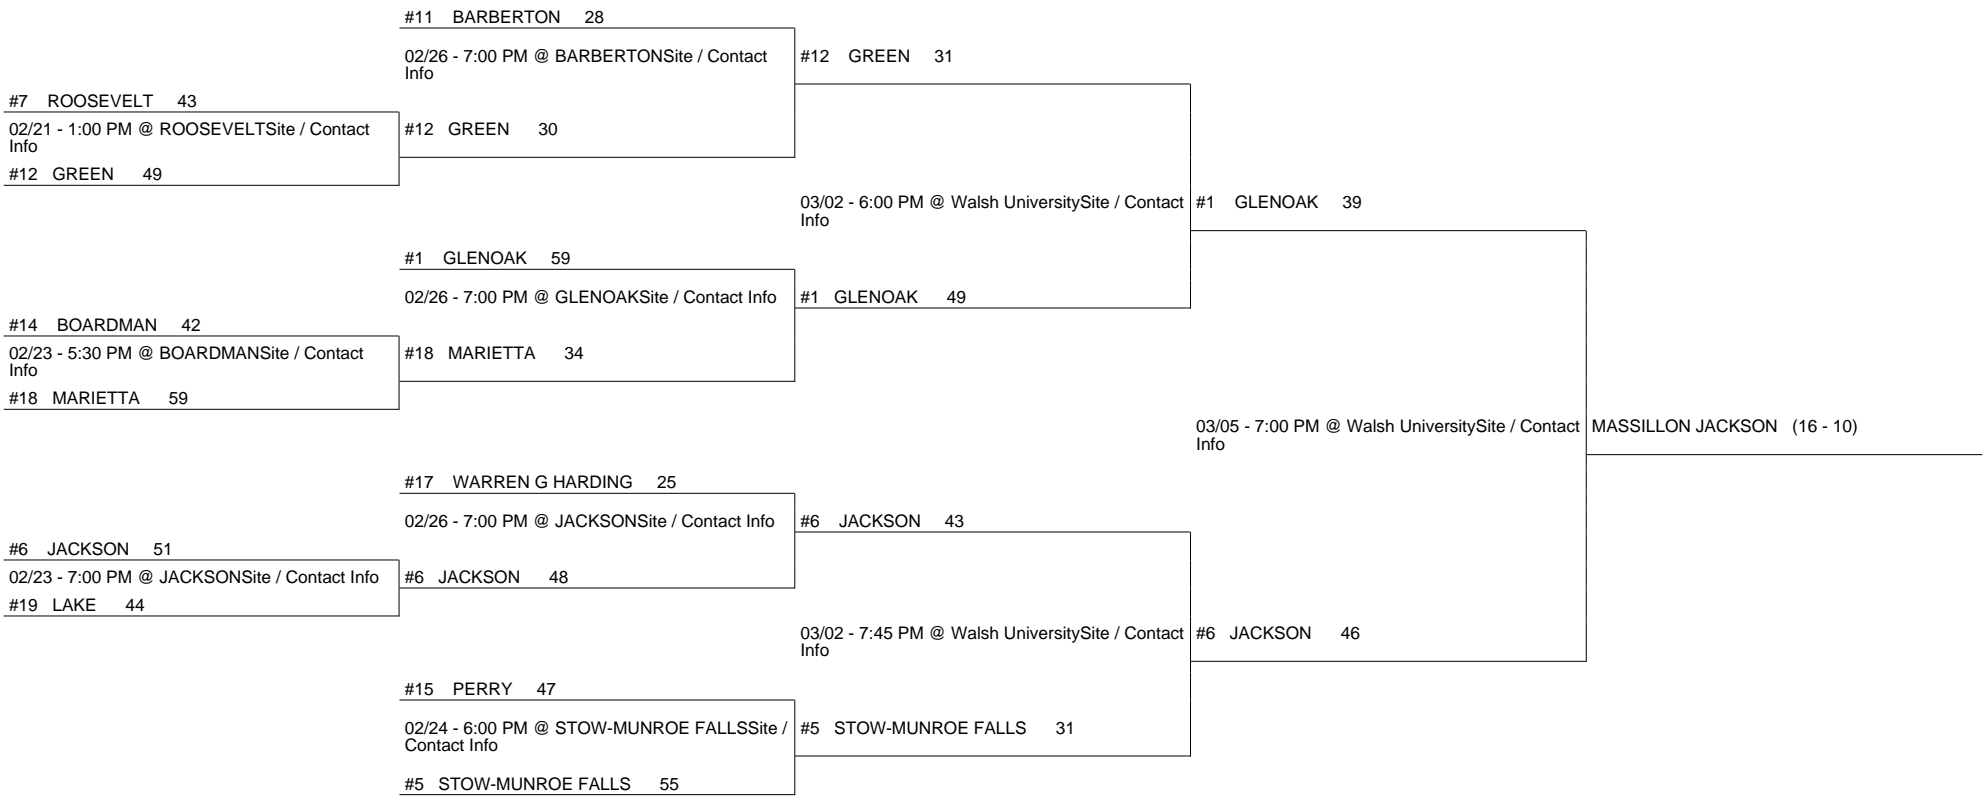 #11 BARBERTON 28
02/26 - 7:00 PM @ BARBERTONSite / Contact
Info
#12 GREEN 31
#7 ROOSEVELT 43
02/21 - 1:00 PM @ ROOSEVELTSite / Contact
Info
#12 GREEN 49
#12 GREEN 30
03/02 - 6:00 PM @ Walsh UniversitySite / Contact
Info
#1 GLENOAK 39
#1 GLENOAK 59
02/26 - 7:00 PM @ GLENOAKSite / Contact Info
#1 GLENOAK 49
#14 BOARDMAN 42
02/23 - 5:30 PM @ BOARDMANSite / Contact
Info
#18 MARIETTA 59
#18 MARIETTA 34
03/05 - 7:00 PM @ Walsh UniversitySite / Contact
Info
MASSILLON JACKSON (16 - 10)
#17 WARREN G HARDING 25
02/26 - 7:00 PM @ JACKSONSite / Contact Info
#6 JACKSON 43
#6 JACKSON 51
02/23 - 7:00 PM @ JACKSONSite / Contact Info
#19 LAKE 44
#6 JACKSON 48
03/02 - 7:45 PM @ Walsh UniversitySite / Contact
Info
#6 JACKSON 46
#15 PERRY 47
02/24 - 6:00 PM @ STOW-MUNROE FALLSSite /
Contact Info
#5 STOW-MUNROE FALLS 31
#5 STOW-MUNROE FALLS 55